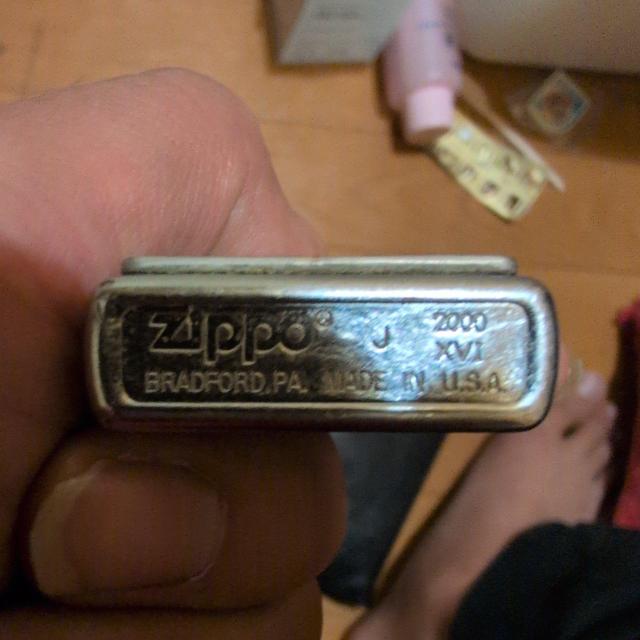 Zippo® J 2000
XVI
BRADFORD, PA. MADE IN U.S.A.